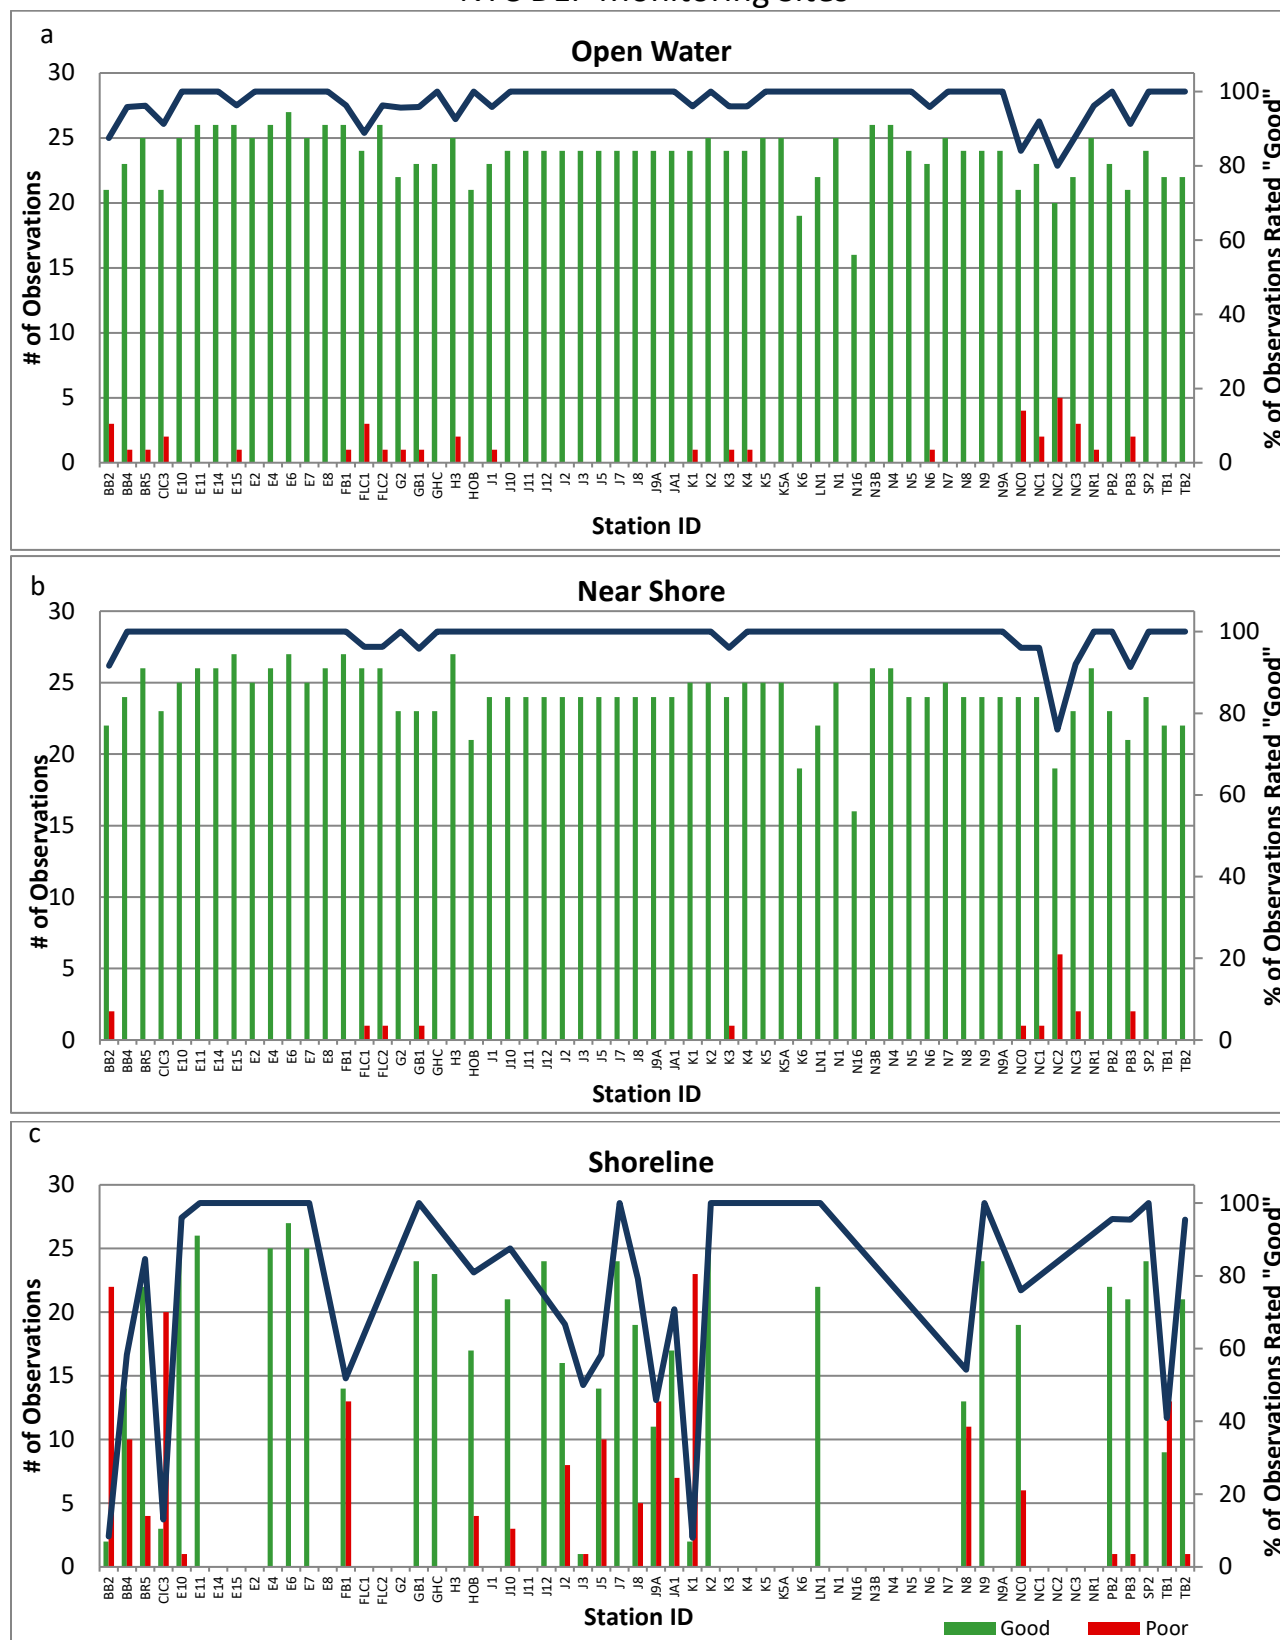 NYC DEP Monitoring Sites
a
Open Water
30
25
20
15
10
5
0
# of Observations
100
80
60
40
20
0
% of Observations Rated "Good"
BB2 BB4 BR5 CIC3 E10 E11 E14 E15 E2 E4 E6 E7 E8 FB1 FLC1 FLC2 G2 GB1 GHC H3 HOB J1 J10 J11 J12 J2 J3 J5 J7 J8 J9A JA1 K1 K2 K3 K4 K5 K5A K6 LN1 N1 N16 N3B N4 N5 N6 N7 N8 N9 N9A NC0 NC1 NC2 NC3 NR1 PB2 PB3 SP2 TB1 TB2
Station ID
b
Near Shore
30
25
20
15
10
5
0
# of Observations
100
80
60
40
20
0
% of Observations Rated "Good"
BB2 BB4 BR5 CIC3 E10 E11 E14 E15 E2 E4 E6 E7 E8 FB1 FLC1 FLC2 G2 GB1 GHC H3 HOB J1 J10 J11 J12 J2 J3 J5 J7 J8 J9A JA1 K1 K2 K3 K4 K5 K5A K6 LN1 N1 N16 N3B N4 N5 N6 N7 N8 N9 N9A NC0 NC1 NC2 NC3 NR1 PB2 PB3 SP2 TB1 TB2
Station ID
c
Shoreline
30
25
20
15
10
5
0
# of Observations
100
80
60
40
20
0
% of Observations Rated "Good"
BB2 BB4 BR5 CIC3 E10 E11 E14 E15 E2 E4 E6 E7 E8 FB1 FLC1 FLC2 G2 GB1 GHC H3 HOB J1 J10 J11 J12 J2 J3 J5 J7 J8 J9A JA1 K1 K2 K3 K4 K5 K5A K6 LN1 N1 N16 N3B N4 N5 N6 N7 N8 N9 N9A NC0 NC1 NC2 NC3 NR1 PB2 PB3 SP2 TB1 TB2
Station ID
Good
Poor